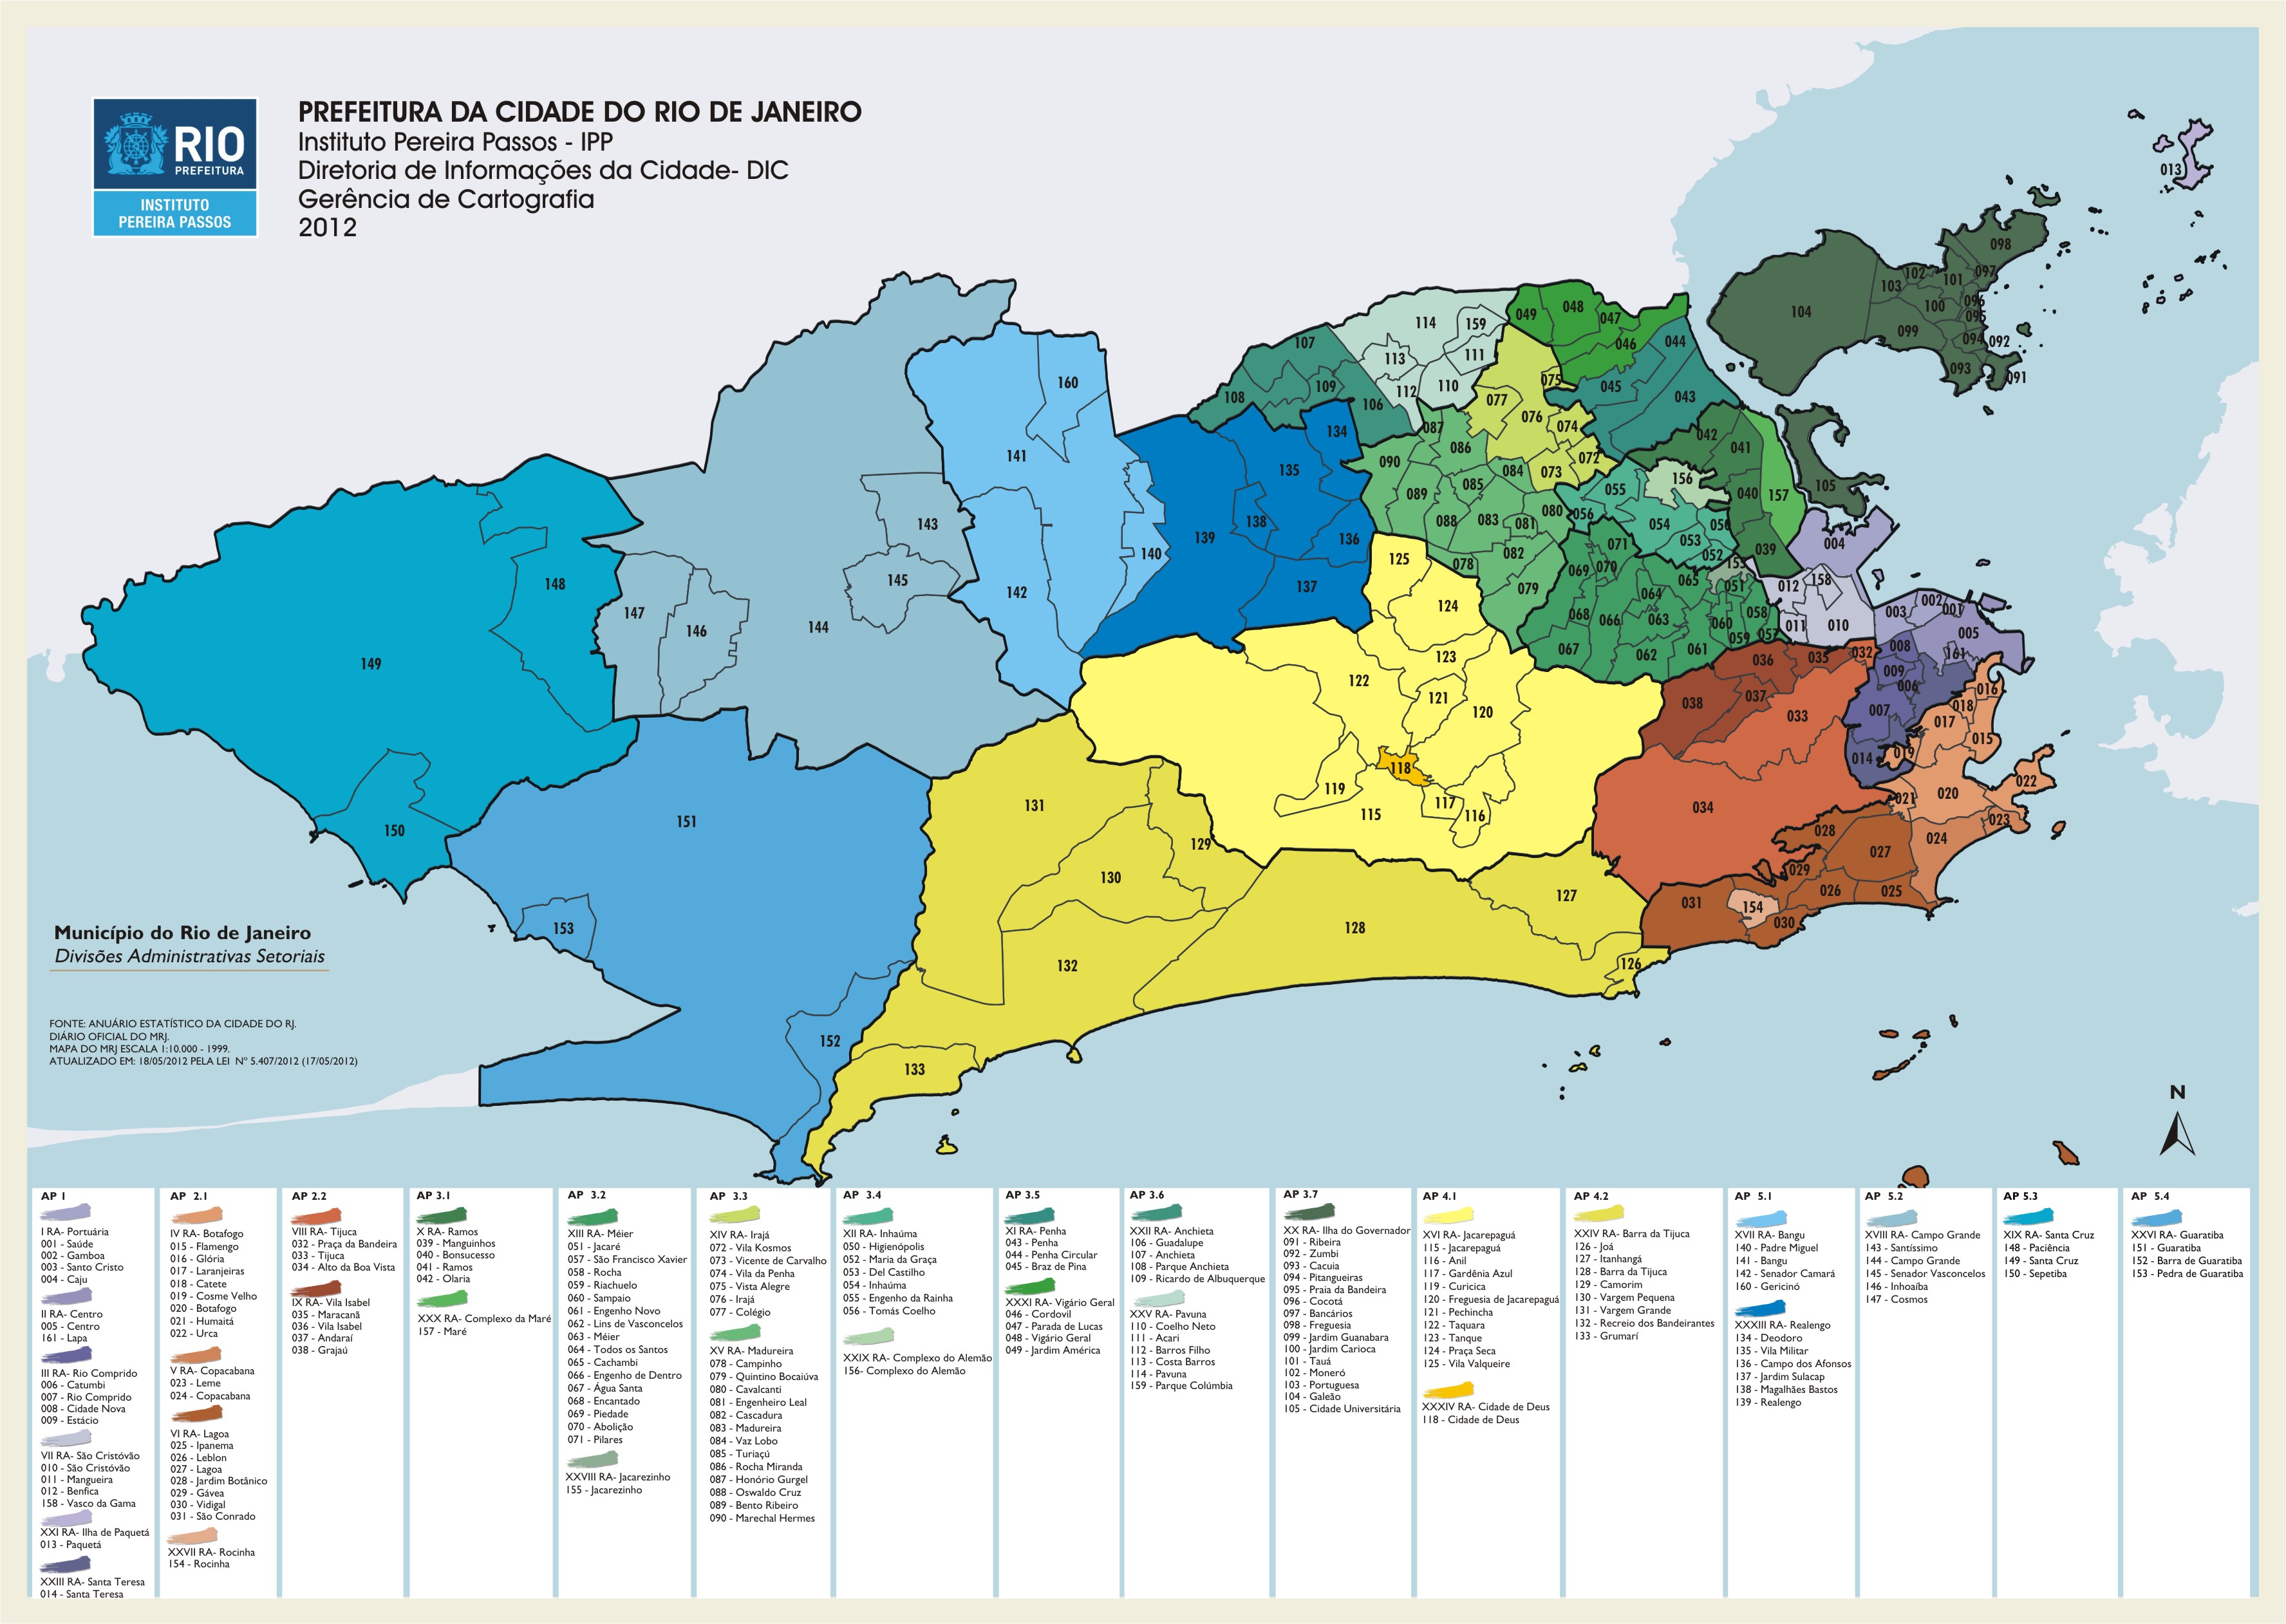 RIO
PREFEITURA
INSTITUTO
PEREIRA PASSOS
PREFEITURA DA CIDADE DO RIO DE JANEIRO
Instituto Pereira Passos - IPP
Diretoria de Informações da Cidade- DIC
Gerência de Cartografia
2012
013
098
097
102
101
103
096
100
095
104
099
094
092
093
091
105
048
049
047
046
044
045
043
114
159
113
111
112
110
107
109
108
106
075
077
076
074
072
073
042
041
040
157
039
156
160
141
142
140
134
135
138
139
136
137
087
086
090
084
085
089
088
083
081
080
082
078
079
055
056
054
050
053
052
155
051
071
069
070
065
064
068
066
063
060
058
059
057
067
062
061
004
012
158
011
010
003
002
001
005
161
008
009
006
007
014
032
035
036
037
038
033
034
016
018
017
015
019
022
021
020
023
024
028
027
029
026
025
031
154
030
125
124
123
122
121
120
118
119
117
116
115
131
129
130
127
128
126
132
133
143
145
144
147
146
148
149
150
151
153
152
Município do Rio de Janeiro
Divisões Administrativas Setoriais
FONTE: ANUÁRIO ESTATÍSTICO DA CIDADE DO RJ.
DIÁRIO OFICIAL DO MRJ.
MAPA DO MRJ ESCALA 1:10.000 - 1999.
ATUALIZADO EM: 18/05/2012 PELA LEI Nº 5.407/2012 (17/05/2012)
N
AP 1
I RA- Portuária
001 - Saúde
002 - Gamboa
003 - Santo Cristo
004 - Caju
II RA- Centro
005 - Centro
161 - Lapa
III RA- Rio Comprido
006 - Catumbi
007 - Rio Comprido
008 - Cidade Nova
009 - Estácio
VII RA- São Cristóvão
010 - São Cristóvão
011 - Mangueira
012 - Benfica
158 - Vasco da Gama
XXI RA- Ilha de Paquetá
013 - Paquetá
XXIII RA- Santa Teresa
014 - Santa Teresa
AP 2.1
IV RA- Botafogo
015 - Flamengo
016 - Glória
017 - Laranjeiras
018 - Catete
019 - Cosme Velho
020 - Botafogo
021 - Humaitá
022 - Urca
V RA- Copacabana
023 - Leme
024 - Copacabana
VI RA- Lagoa
025 - Ipanema
026 - Leblon
027 - Lagoa
028 - Jardim Botânico
029 - Gávea
030 - Vidigal
031 - São Conrado
XXVII RA- Rocinha
154 - Rocinha
AP 2.2
VIII RA- Tijuca
032 - Praça da Bandeira
033 - Tijuca
034 - Alto da Boa Vista
IX RA- Vila Isabel
035 - Maracanã
036 - Vila Isabel
037 - Andaraí
038 - Grajaú
AP 3.1
X RA- Ramos
039 - Manguinhos
040 - Bonsucesso
041 - Ramos
042 - Olaria
XXX RA- Complexo da Maré
157 - Maré
AP 3.2
XIII RA- Méier
051 - Jacaré
057 - São Francisco Xavier
058 - Rocha
059 - Riachuelo
060 - Sampaio
061 - Engenho Novo
062 - Lins de Vasconcelos
063 - Méier
064 - Todos os Santos
065 - Cachambi
066 - Engenho de Dentro
067 - Água Santa
068 - Encantado
069 - Piedade
070 - Abolição
071 - Pilares
XXVIII RA- Jacarezinho
155 - Jacarezinho
AP 3.3
XIV RA- Irajá
072 - Vila Kosmos
073 - Vicente de Carvalho
074 - Vila da Penha
075 - Vista Alegre
076 - Irajá
077 - Colégio
XV RA- Madureira
078 - Campinho
079 - Quintino Bocaiúva
080 - Cavalcanti
081 - Engenheiro Leal
082 - Cascadura
083 - Madureira
084 - Vaz Lobo
085 - Turiaçú
086 - Rocha Miranda
087 - Honório Gurgel
088 - Oswaldo Cruz
089 - Bento Ribeiro
090 - Marechal Hermes
AP 3.4
XII RA- Inhaúma
050 - Higienópolis
052 - Maria da Graça
053 - Del Castilho
054 - Inhaúma
055 - Engenho da Rainha
056 - Tomás Coelho
XXIX RA- Complexo do Alemão
156- Complexo do Alemão
AP 3.5
XI RA- Penha
043 - Penha
044 - Penha Circular
045 - Braz de Pina
XXXI RA- Vigário Geral
046 - Cordovil
047 - Parada de Lucas
048 - Vigário Geral
049 - Jardim América
AP 3.6
XXII RA- Anchieta
106 - Guadalupe
107 - Anchieta
108 - Parque Anchieta
109 - Ricardo de Albuquerque
XXV RA- Pavuna
110 - Coelho Neto
111 - Acari
112 - Barros Filho
113 - Costa Barros
114 - Pavuna
159 - Parque Colúmbia
AP 3.7
XX RA- Ilha do Governador
091 - Ribeira
092 - Zumbi
093 - Cacuia
094 - Pitangueiras
095 - Praia da Bandeira
096 - Cocotá
097 - Bancários
098 - Freguesia
099 - Jardim Guanabara
100 - Jardim Carioca
101 - Tauá
102 - Moneró
103 - Portuguesa
104 - Galeão
105 - Cidade Universitária
AP 4.1
XVI RA- Jacarepaguá
115 - Jacarepaguá
116 - Anil
117 - Gardênia Azul
119 - Curicica
120 - Freguesia de Jacarepaguá
121 - Pechincha
122 - Taquara
123 - Tanque
124 - Praça Seca
125 - Vila Valqueire
XXXIV RA- Cidade de Deus
118 - Cidade de Deus
AP 4.2
XXIV RA- Barra da Tijuca
126 - Joá
127 - Itanhangá
128 - Barra da Tijuca
129 - Camorim
130 - Vargem Pequena
131 - Vargem Grande
132 - Recreio dos Bandeirantes
133 - Grumarí
AP 5.1
XVII RA- Bangu
140 - Padre Miguel
141 - Bangu
142 - Senador Camará
160 - Gericinó
XXXIII RA- Realengo
134 - Deodoro
135 - Vila Militar
136 - Campo dos Afonsos
137 - Jardim Sulacap
138 - Magalhães Bastos
139 - Realengo
AP 5.2
XVIII RA- Campo Grande
143 - Santíssimo
144 - Campo Grande
145 - Senador Vasconcelos
146 - Inhoaíba
147 - Cosmos
AP 5.3
XIX RA- Santa Cruz
148 - Paciência
149 - Santa Cruz
150 - Sepetiba
AP 5.4
XXVI RA- Guaratiba
151 - Guaratiba
152 - Barra de Guaratiba
153 - Pedra de Guaratiba